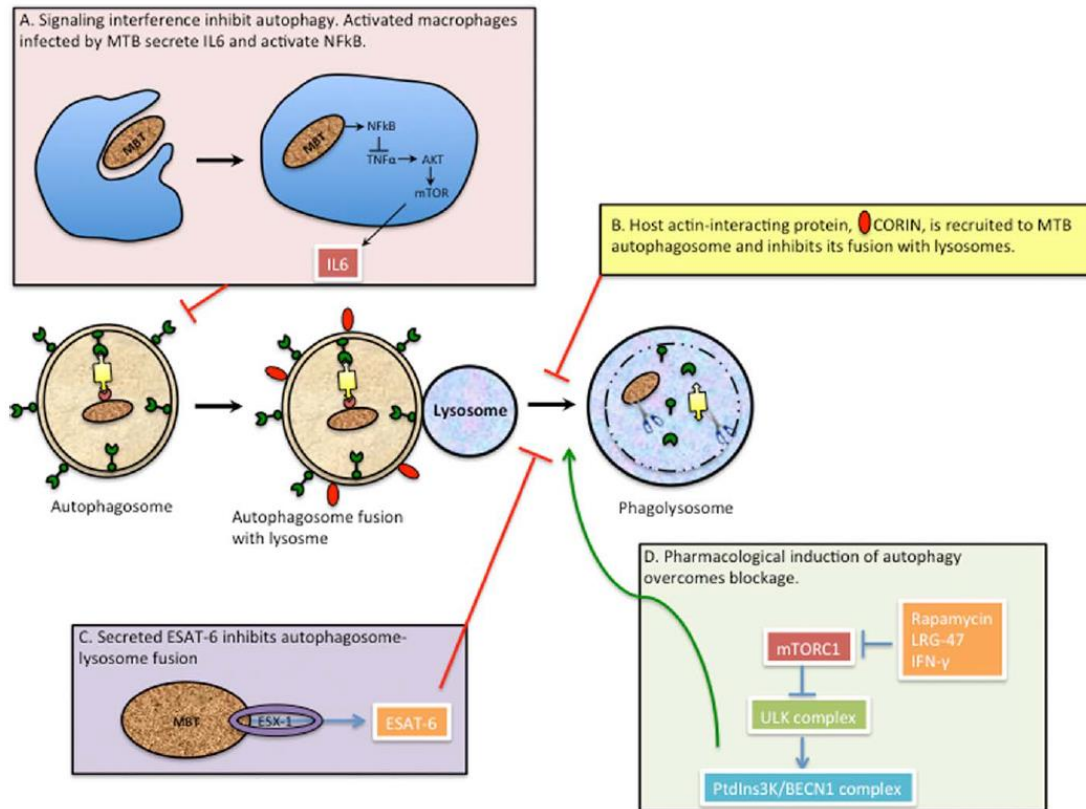 A. Signaling interference inhibit autophagy. Activated macrophages
infected by MTB secrete IL6 and activate NFkB.
MBT
MBT
NFkB
TNFα
AKT
mTOR
IL6
B. Host actin-interacting protein, CORIN, is recruited to MTB
autophagosome and inhibits its fusion with lysosomes.
Lysosome
Autophagosome
Autophagosome fusion
with lysosme
Phagolysosome
C. Secreted ESAT-6 inhibits autophagosome-
lysosome fusion
MBT
ESX-1
ESAT-6
D. Pharmacological induction of autophagy
overcomes blockage.
Rapamycin
LRG-47
IFN-γ
mTORC1
ULK complex
PtdIns3K/BECN1 complex